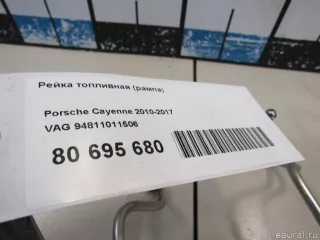 Рейка топливная (рампа)
Porsche Cayenne 2010-2017
VAG 94811011506
80 695 680
eaural.ru